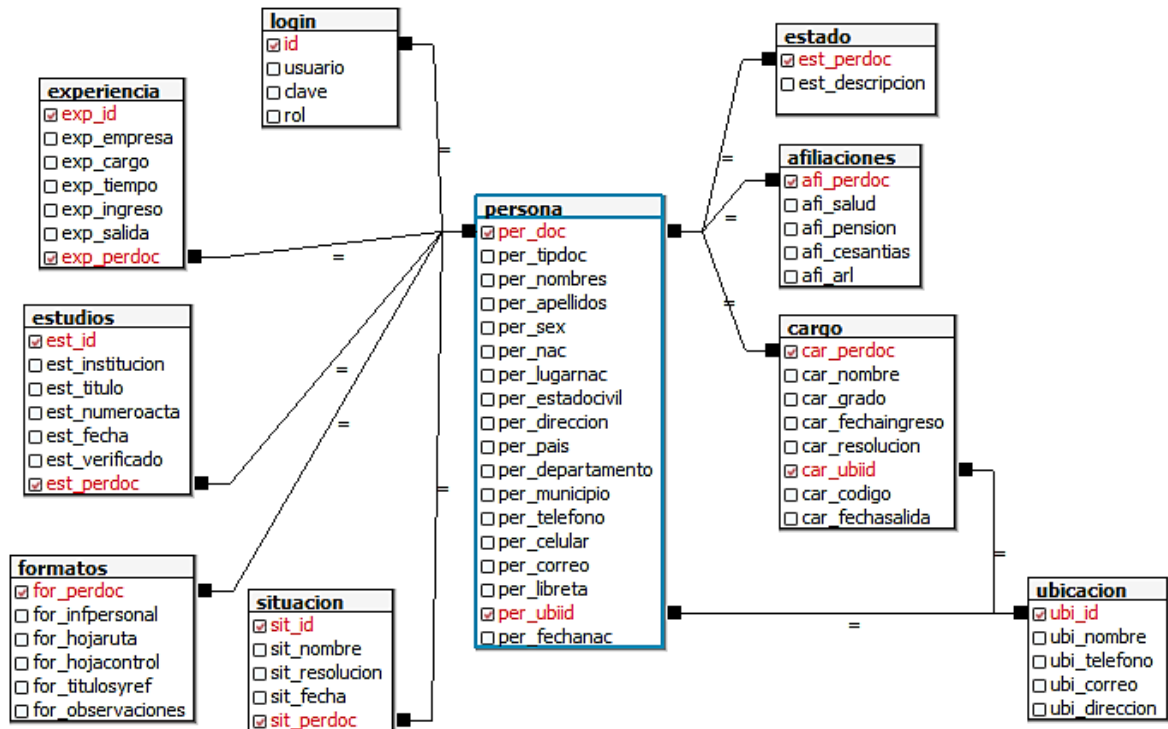 login
id
usuario
clave
rol
experiencia
exp_id
exp_empresa
exp_cargo
exp_tiempo
exp_ingreso
exp_salida
exp_perdoc
estudios
est_id
est_institucion
est_titulo
est_numeroacta
est_fecha
est_verificado
est_perdoc
formatos
for_perdoc
for_infpersonal
for_hojaruta
for_hojacontrol
for_titulosyref
for_observaciones
situacion
sit_id
sit_nombre
sit_resolucion
sit_fecha
sit_perdoc
persona
per_doc
per_tipdoc
per_nombres
per_apellidos
per_sex
per_nac
per_lugarnac
per_estadocivil
per_direccion
per_pais
per_departamento
per_municipio
per_telefono
per_celular
per_correo
per_libreta
per_ubiid
per_fechanac
estado
est_perdoc
est_descripcion
afiliaciones
afi_perdoc
afi_salud
afi_pension
afi_cesantias
afi_arl
cargo
car_perdoc
car_nombre
car_grado
car_fechaingreso
car_resolucion
car_ubiid
car_codigo
car_fechasalida
ubicacion
ubi_id
ubi_nombre
ubi_telefono
ubi_correo
ubi_direccion
=
=
=
=
=
=
=
=
=
=